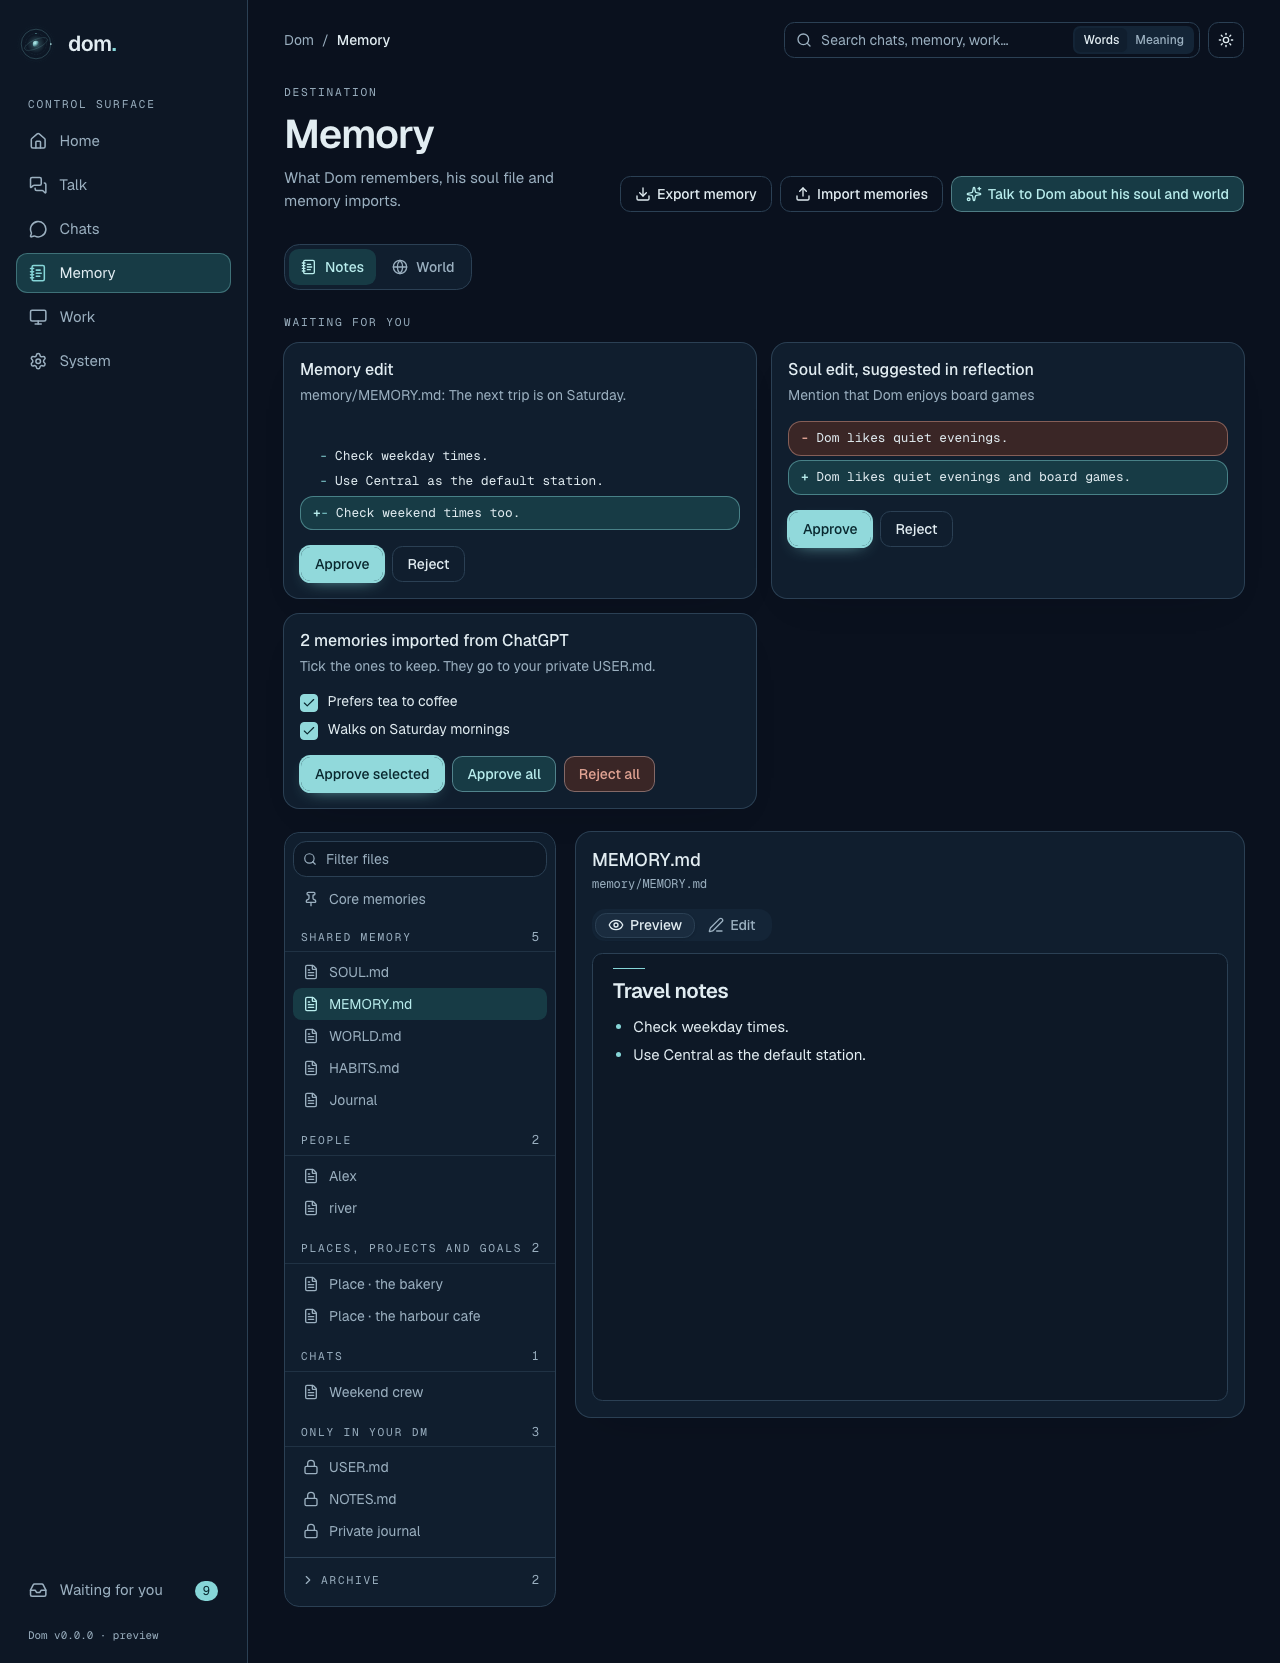 dom.
CONTROL SURFACE
Home
Talk
Chats
Memory
Work
System
Waiting for you 9
Dom v0.0.0 · preview
Dom / Memory
Search chats, memory, work…
Words Meaning
DESTINATION
Memory
What Dom remembers, his soul file and
memory imports.
Export memory
Import memories
Talk to Dom about his soul and world
Notes
World
WAITING FOR YOU
Memory edit
memory/MEMORY.md: The next trip is on Saturday.
- Check weekday times.
- Use Central as the default station.
+- Check weekend times too.
Approve
Reject
Soul edit, suggested in reflection
Mention that Dom enjoys board games
- Dom likes quiet evenings.
+ Dom likes quiet evenings and board games.
Approve
Reject
2 memories imported from ChatGPT
Tick the ones to keep. They go to your private USER.md.
Prefers tea to coffee
Walks on Saturday mornings
Approve selected
Approve all
Reject all
Filter files
Core memories
SHARED MEMORY 5
SOUL.md
MEMORY.md
WORLD.md
HABITS.md
Journal
PEOPLE 2
Alex
river
PLACES, PROJECTS AND GOALS 2
Place · the bakery
Place · the harbour cafe
CHATS 1
Weekend crew
ONLY IN YOUR DM 3
USER.md
NOTES.md
Private journal
ARCHIVE 2
MEMORY.md
memory/MEMORY.md
Preview
Edit
Travel notes
• Check weekday times.
• Use Central as the default station.